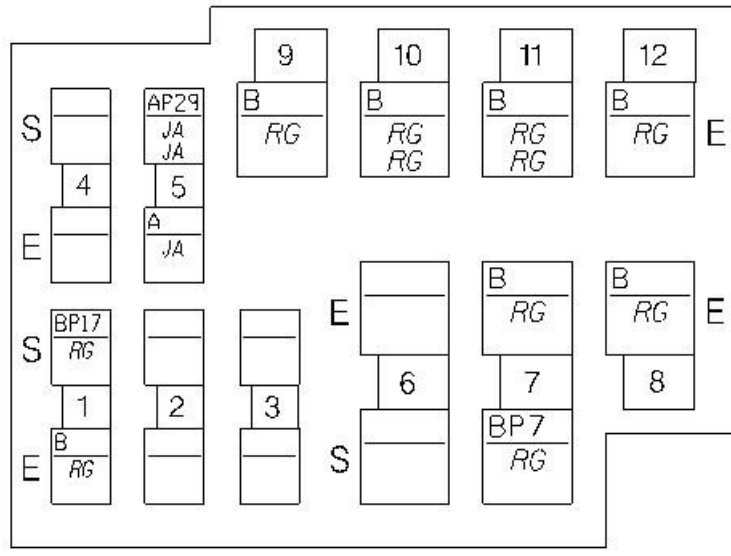 9 10 11 12
B B B B
RG RG RG RG E
RG RG
S AP29
JA
JA
4 5
E A
JA
E B B E
RG RG
S BP17
RG
1 2 3 6 7 8
E B S BP7
RG RG